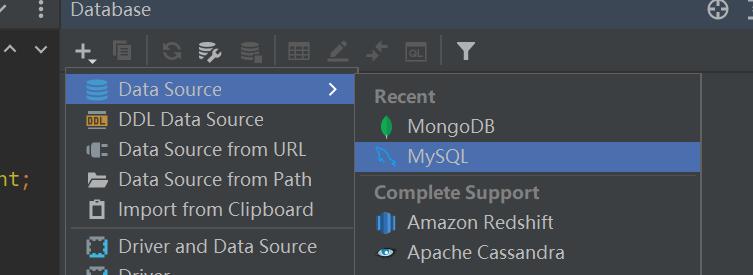 Database
QL
Data Source
DDL Data Source
Data Source from URL
Data Source from Path
Import from Clipboard
Driver and Data Source
Driver
Recent
MongoDB
MySQL
Complete Support
Amazon Redshift
Apache Cassandra
nt;
DDL